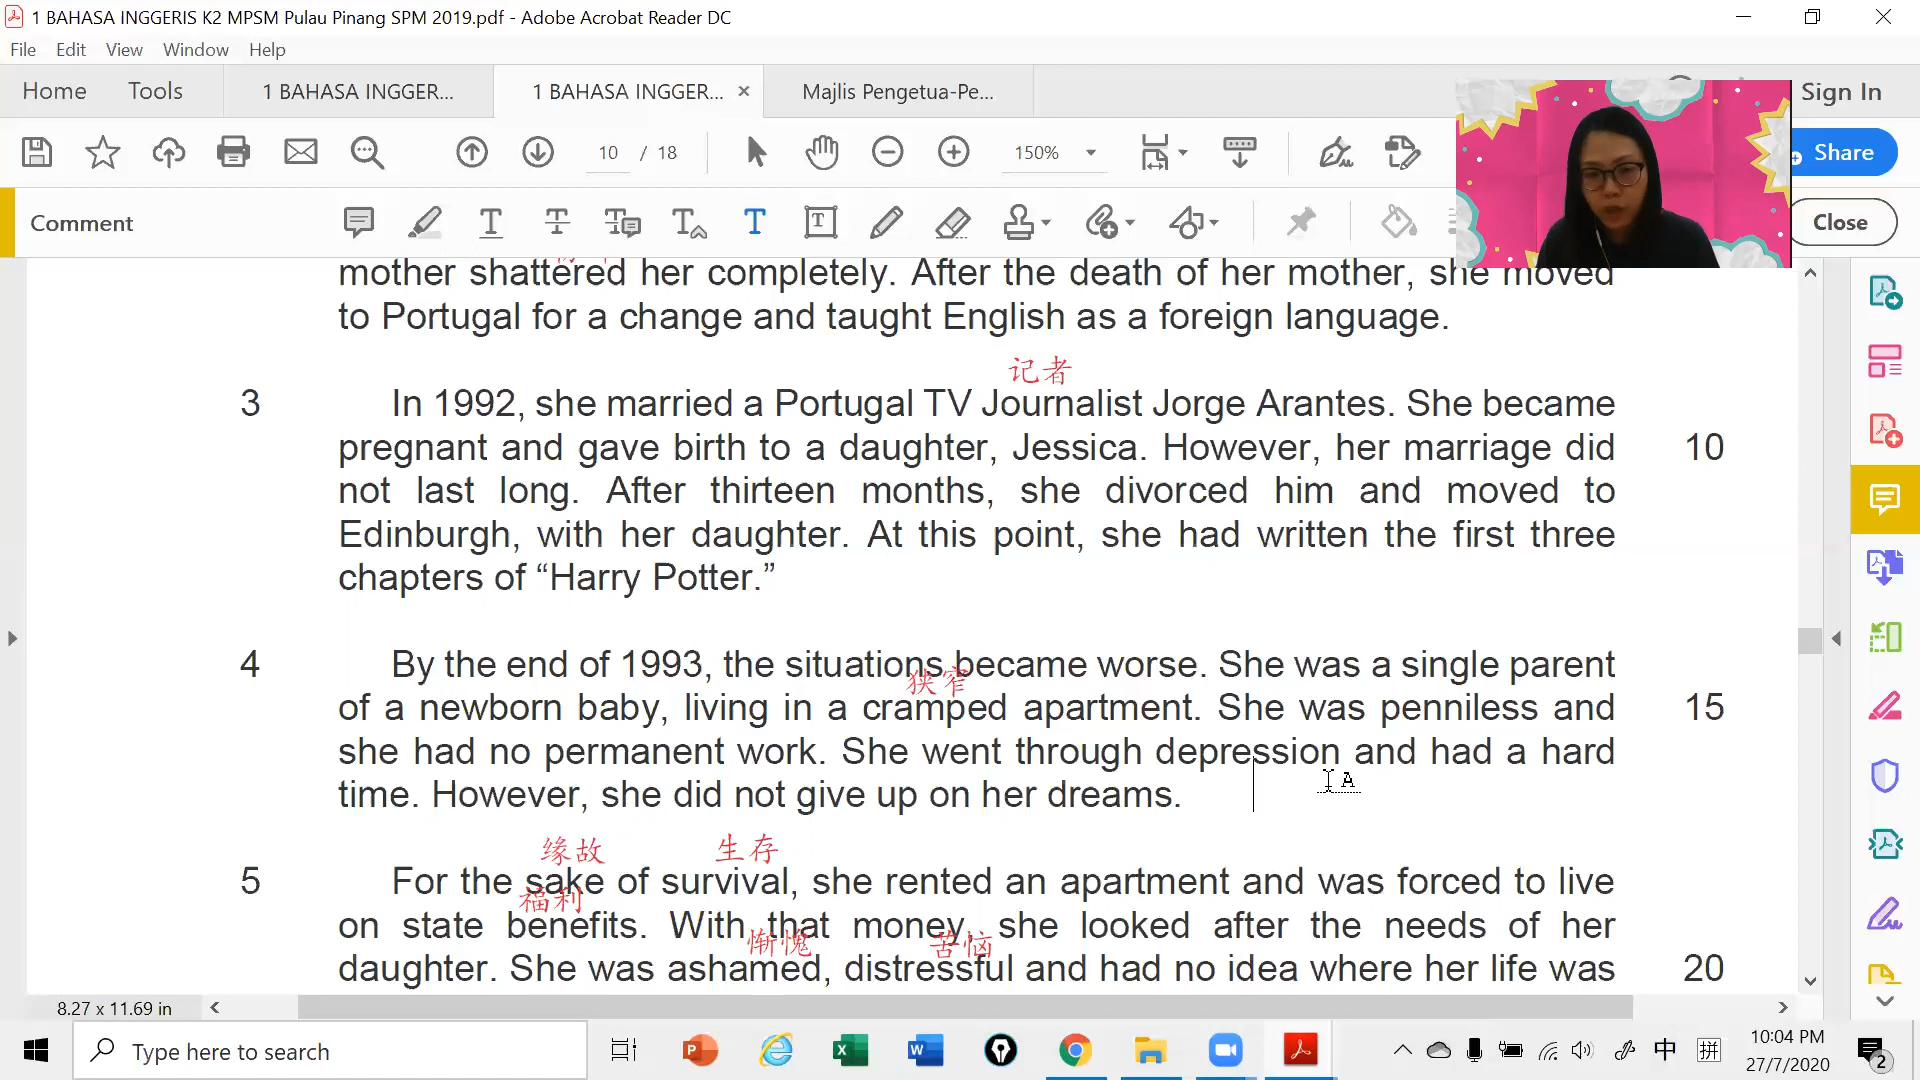 1 BAHASA INGGERIS K2 MPSM Pulau Pinang SPM 2019.pdf - Adobe Acrobat Reader DC
File Edit View Window Help
Home Tools 1 BAHASA INGGER... 1 BAHASA INGGER... Majlis Pengetua-Pe... Sign In
10 / 18 150% Share
Comment Close
mother shattered her completely. After the death of her mother, she moved
to Portugal for a change and taught English as a foreign language.
记者
3 In 1992, she married a Portugal TV Journalist Jorge Arantes. She became
pregnant and gave birth to a daughter, Jessica. However, her marriage did 10
not last long. After thirteen months, she divorced him and moved to
Edinburgh, with her daughter. At this point, she had written the first three
chapters of “Harry Potter.”
4 By the end of 1993, the situations became worse. She was a single parent
狭窄
of a newborn baby, living in a cramped apartment. She was penniless and 15
she had no permanent work. She went through depression and had a hard
time. However, she did not give up on her dreams.
缘故 生存
5 For the sake of survival, she rented an apartment and was forced to live
福利
on state benefits. With that money, she looked after the needs of her
惭愧 苦恼
daughter. She was ashamed, distressful and had no idea where her life was 20
8.27 x 11.69 in
Type here to search
中 拼
10:04 PM
27/7/2020
2